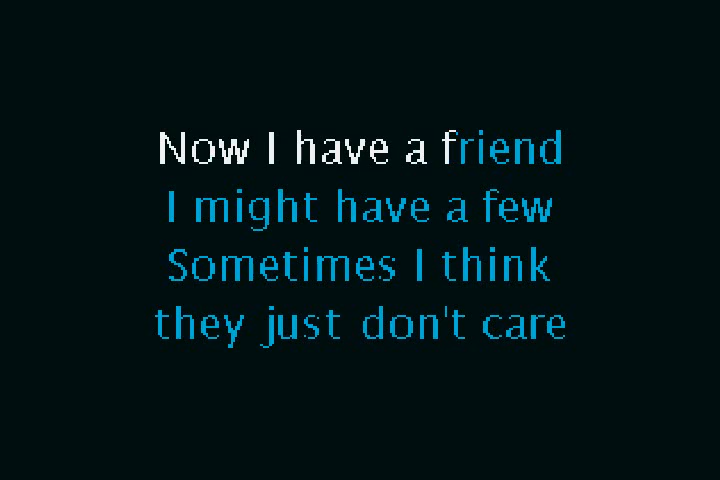 Now I have a friend
I might have a few
Sometimes I think
they just don't care